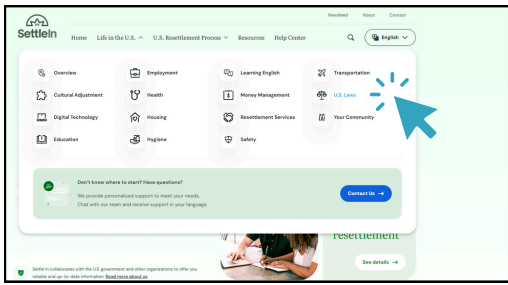 Newsfeed About Contact
SettleIn
Home Life in the U.S. U.S. Resettlement Process Resources Help Center English
Overview Employment Learning English Transportation
Cultural Adjustment Health Money Management U.S. Laws
Digital Technology Housing Resettlement Services Your Community
Education Hygiene Safety
Don't know where to start? Have questions?
We provide personalized support to meet your needs.
Chat with our team and receive support in your language.
Contact Us →
resettlement
See details →
Settle In collaborates with the U.S. government and other organizations to offer you
reliable and up-to-date information. Read more about us.